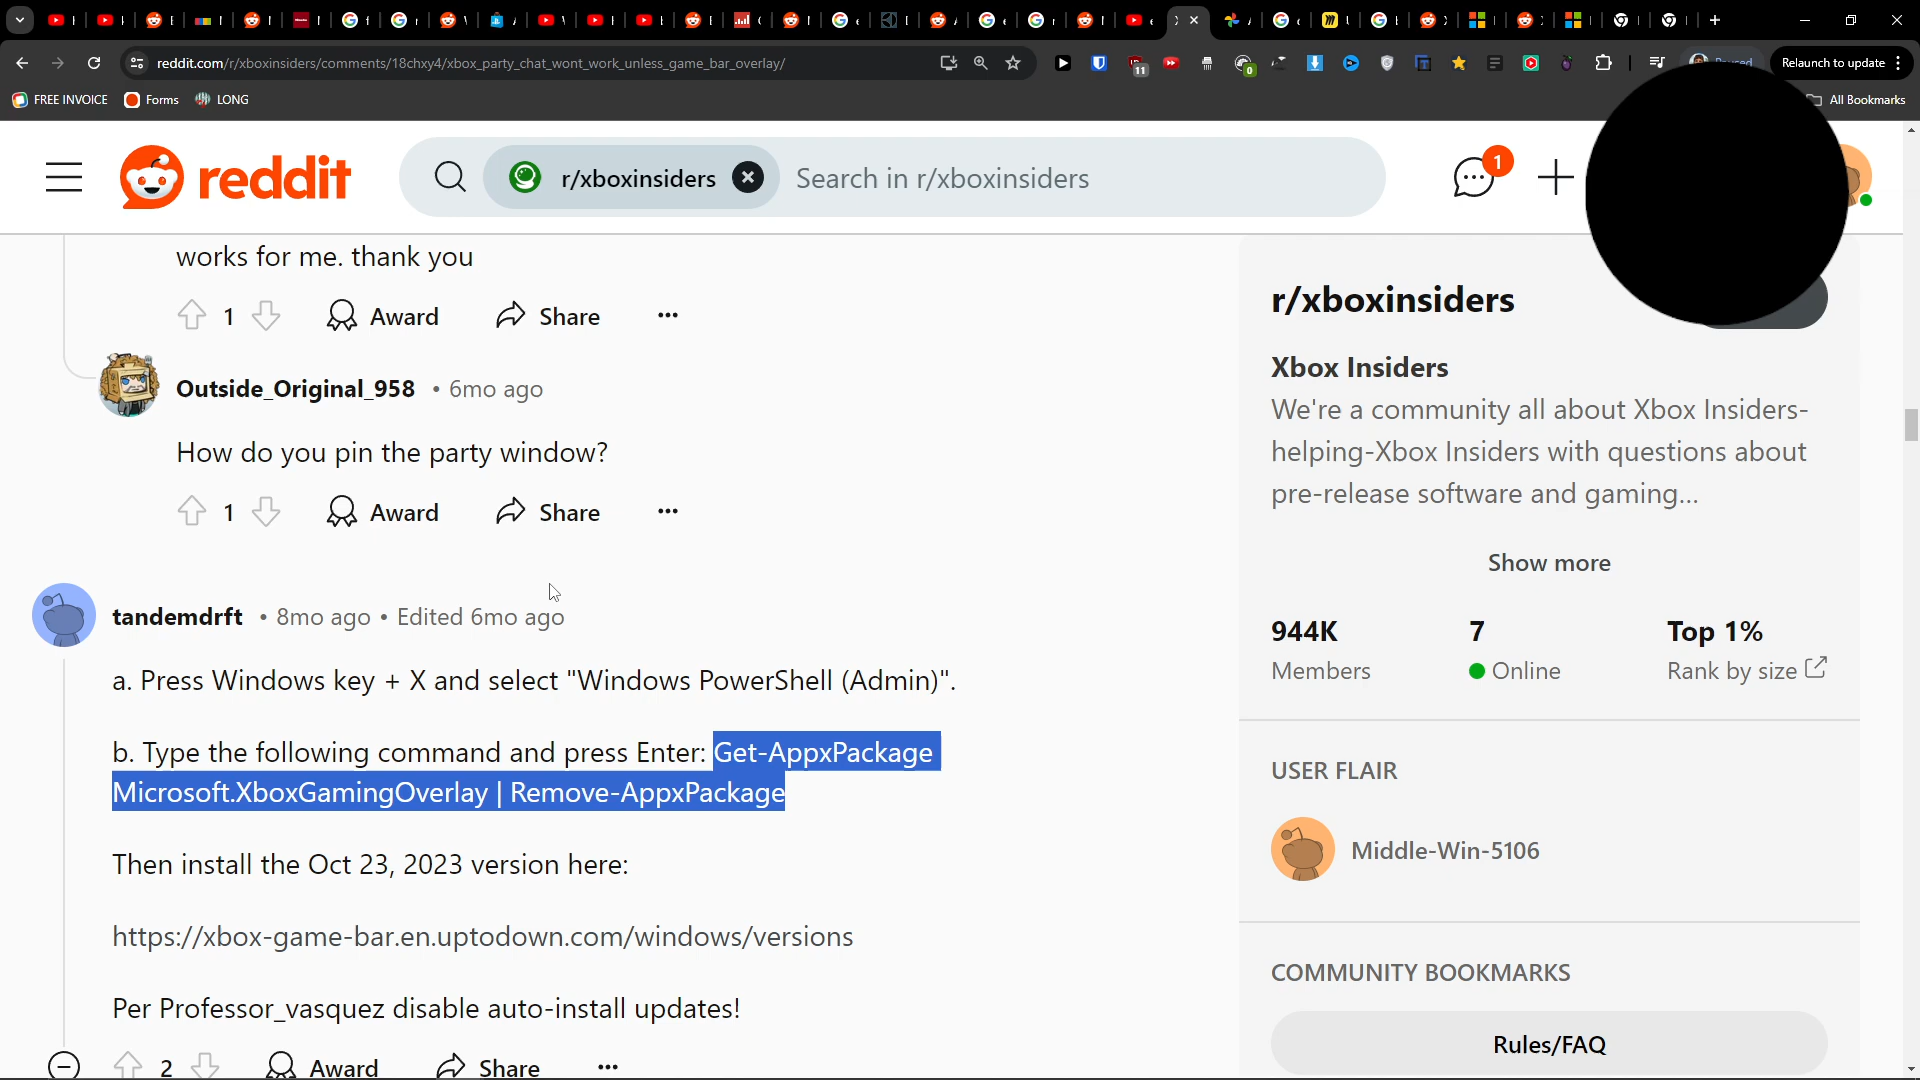 reddit.com/r/xboxinsiders/comments/18chxy4/xbox_party_chat_wont_work_unless_game_bar_overlay/
11
0
Paused
Relaunch to update
FREE INVOICE
Forms
LONG
All Bookmarks
reddit
r/xboxinsiders
Search in r/xboxinsiders
1
works for me. thank you
1
Award
Share
Outside_Original_958 • 6mo ago
How do you pin the party window?
1
Award
Share
tandemdrft • 8mo ago • Edited 6mo ago
a. Press Windows key + X and select "Windows PowerShell (Admin)".
b. Type the following command and press Enter: Get-AppxPackage
Microsoft.XboxGamingOverlay | Remove-AppxPackage
Then install the Oct 23, 2023 version here:
https://xbox-game-bar.en.uptodown.com/windows/versions
Per Professor_vasquez disable auto-install updates!
2
Award
Share
r/xboxinsiders
Xbox Insiders
We're a community all about Xbox Insiders-
helping-Xbox Insiders with questions about
pre-release software and gaming...
Show more
944K
Members
7
Online
Top 1%
Rank by size
USER FLAIR
Middle-Win-5106
COMMUNITY BOOKMARKS
Rules/FAQ